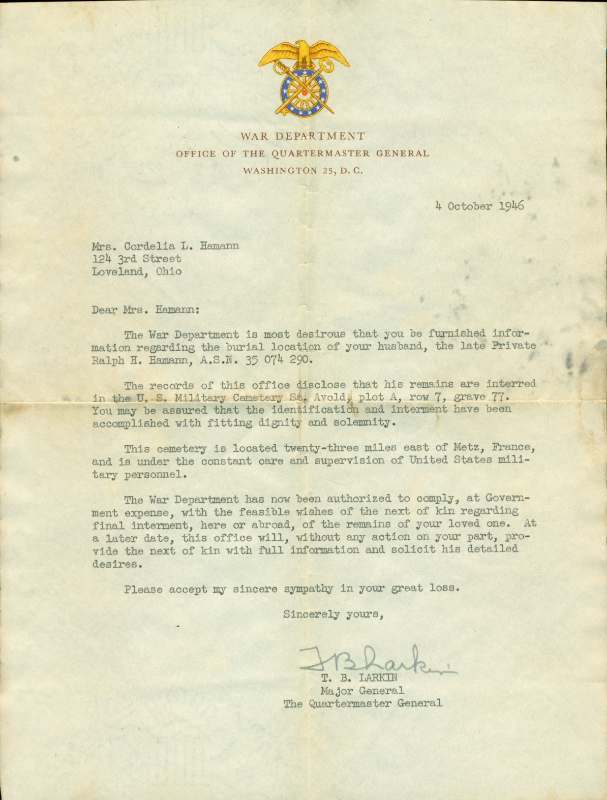 WAR DEPARTMENT
OFFICE OF THE QUARTERMASTER GENERAL
WASHINGTON 25, D. C.
4 October 1946
Mrs. Cordelia L. Hamann
124 3rd Street
Loveland, Ohio
Dear Mrs. Hamann:
The War Department is most desirous that you be furnished infor-
mation regarding the burial location of your husband, the late Private
Ralph H. Hamann, A.S.N. 35 074 290.
The records of this office disclose that his remains are interred
in the U. S. Military Cemetery St. Avold, plot A, row 7, grave 77.
You may be assured that the identification and interment have been
accomplished with fitting dignity and solemnity.
This cemetery is located twenty-three miles east of Metz, France,
and is under the constant care and supervision of United States mili-
tary personnel.
The War Department has now been authorized to comply, at Govern-
ment expense, with the feasible wishes of the next of kin regarding
final interment, here or abroad, of the remains of your loved one. At
a later date, this office will, without any action on your part, pro-
vide the next of kin with full information and solicit his detailed
desires.
Please accept my sincere sympathy in your great loss.
Sincerely yours,
T B Larkin
T. B. LARKIN
Major General
The Quartermaster General